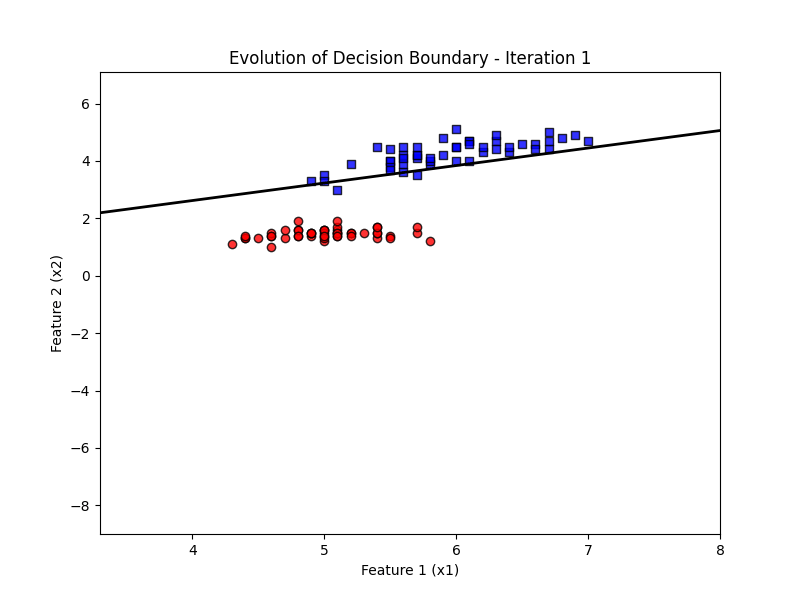 Evolution of Decision Boundary - Iteration 1
6
4
2
0
−2
−4
−6
−8
Feature 2 (x2)
4 5 6 7 8
Feature 1 (x1)